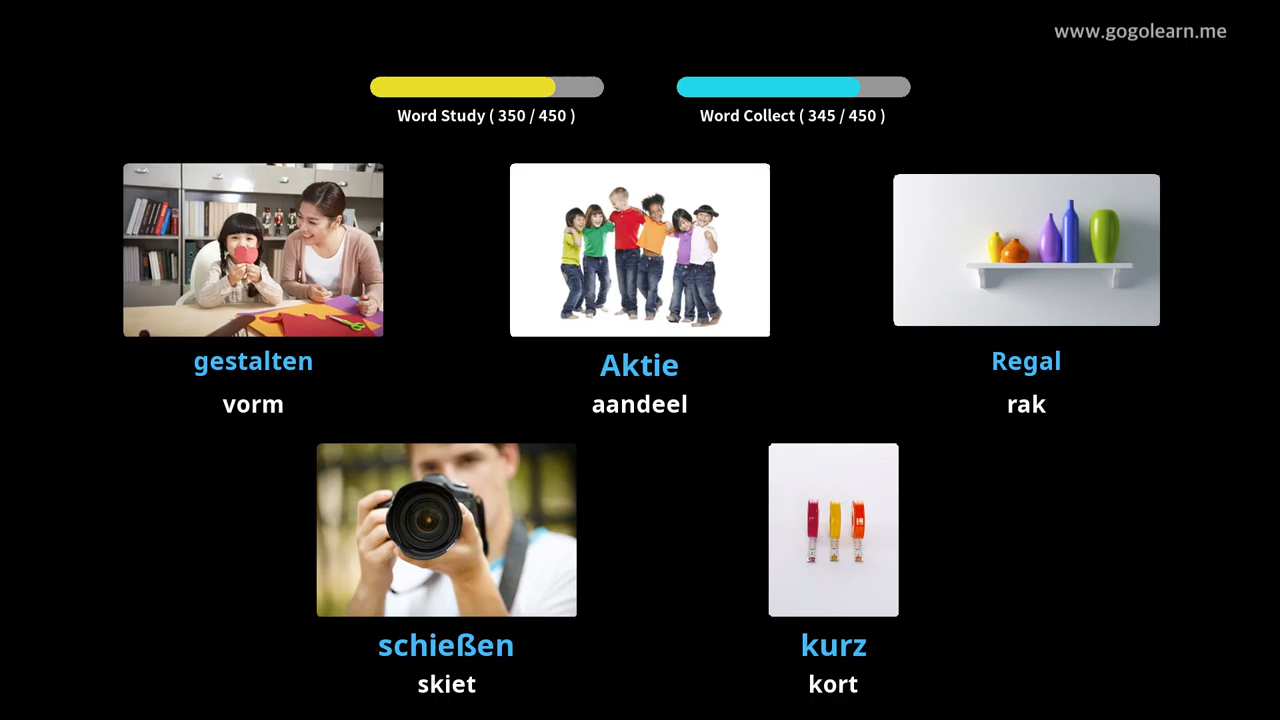 www.gogolearn.me
Word Study ( 350 / 450 )
Word Collect ( 345 / 450 )
gestalten
vorm
Aktie
aandeel
Regal
rak
schießen
skiet
kurz
kort